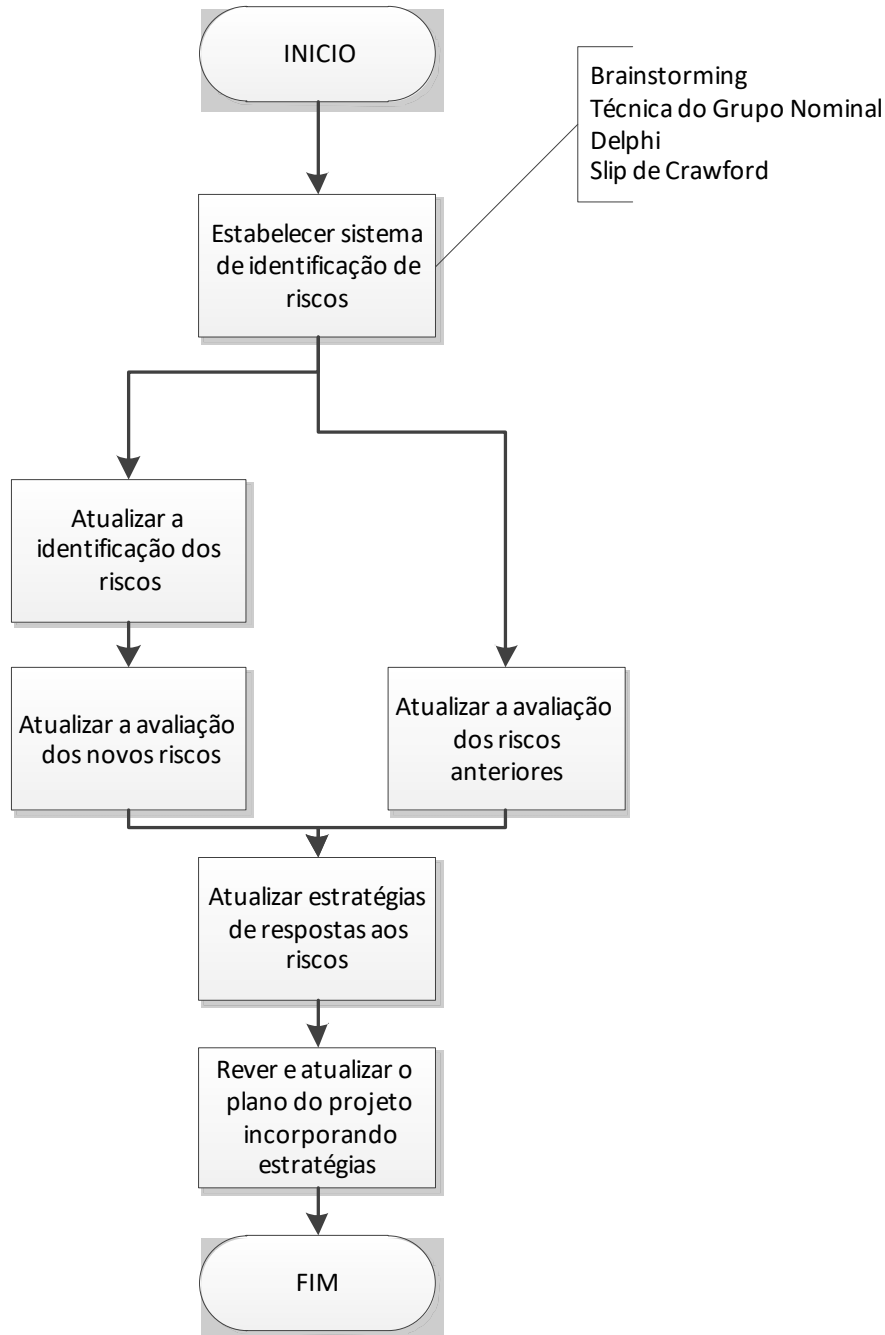 INICIO
Brainstorming
Técnica do Grupo Nominal
Delphi
Slip de Crawford
Estabelecer sistema
de identificação de
riscos
Atualizar a
identificação dos
riscos
Atualizar a avaliação
dos novos riscos
Atualizar a avaliação
dos riscos
anteriores
Atualizar estratégias
de respostas aos
riscos
Rever e atualizar o
plano do projeto
incorporando
estratégias
FIM